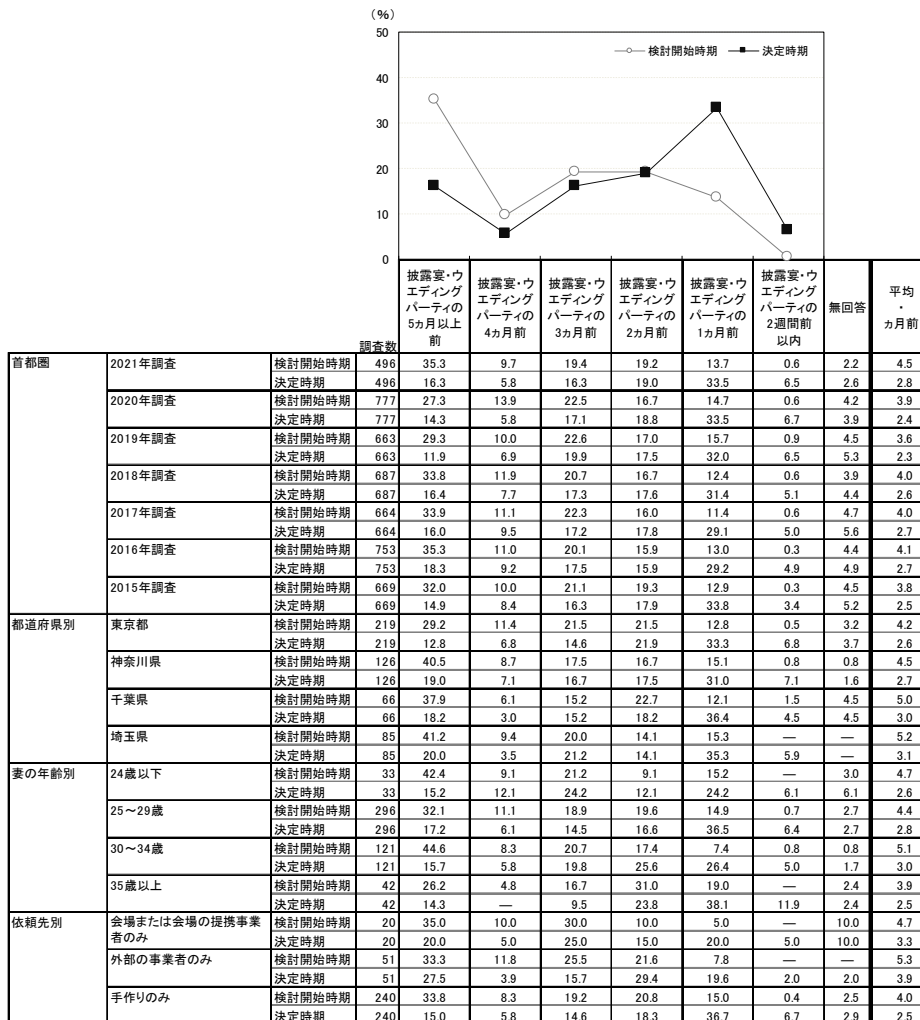 (%)
50
40
30
20
10
0
検討開始時期 決定時期
調査数 披露宴・ウエディングパーティの5ヵ月以上前 披露宴・ウエディングパーティの4ヵ月前 披露宴・ウエディングパーティの3ヵ月前 披露宴・ウエディングパーティの2ヵ月前 披露宴・ウエディングパーティの1ヵ月前 披露宴・ウエディングパーティの2週間前以内 無回答 平均・ヵ月前
首都圏 2021年調査 検討開始時期 496 35.3 9.7 19.4 19.2 13.7 0.6 2.2 4.5
決定時期 496 16.3 5.8 16.3 19.0 33.5 6.5 2.6 2.8
2020年調査 検討開始時期 777 27.3 13.9 22.5 16.7 14.7 0.6 4.2 3.9
決定時期 777 14.3 5.8 17.1 18.8 33.5 6.7 3.9 2.4
2019年調査 検討開始時期 663 29.3 10.0 22.6 17.0 15.7 0.9 4.5 3.6
決定時期 663 11.9 6.9 19.9 17.5 32.0 6.5 5.3 2.3
2018年調査 検討開始時期 687 33.8 11.9 20.7 16.7 12.4 0.6 3.9 4.0
決定時期 687 16.4 7.7 17.3 17.6 31.4 5.1 4.4 2.6
2017年調査 検討開始時期 664 33.9 11.1 22.3 16.0 11.4 0.6 4.7 4.0
決定時期 664 16.0 9.5 17.2 17.8 29.1 5.0 5.6 2.7
2016年調査 検討開始時期 753 35.3 11.0 20.1 15.9 13.0 0.3 4.4 4.1
決定時期 753 18.3 9.2 17.5 15.9 29.2 4.9 4.9 2.7
2015年調査 検討開始時期 669 32.0 10.0 21.1 19.3 12.9 0.3 4.5 3.8
決定時期 669 14.9 8.4 16.3 17.9 33.8 3.4 5.2 2.5
都道府県別 東京都 検討開始時期 219 29.2 11.4 21.5 21.5 12.8 0.5 3.2 4.2
決定時期 219 12.8 6.8 14.6 21.9 33.3 6.8 3.7 2.6
神奈川県 検討開始時期 126 40.5 8.7 17.5 16.7 15.1 0.8 0.8 4.5
決定時期 126 19.0 7.1 16.7 17.5 31.0 7.1 1.6 2.7
千葉県 検討開始時期 66 37.9 6.1 15.2 22.7 12.1 1.5 4.5 5.0
決定時期 66 18.2 3.0 15.2 18.2 36.4 4.5 4.5 3.0
埼玉県 検討開始時期 85 41.2 9.4 20.0 14.1 15.3 — — 5.2
決定時期 85 20.0 3.5 21.2 14.1 35.3 5.9 — 3.1
妻の年齢別 24歳以下 検討開始時期 33 42.4 9.1 21.2 9.1 15.2 — 3.0 4.7
決定時期 33 15.2 12.1 24.2 12.1 24.2 6.1 6.1 2.6
25～29歳 検討開始時期 296 32.1 11.1 18.9 19.6 14.9 0.7 2.7 4.4
決定時期 296 17.2 6.1 14.5 16.6 36.5 6.4 2.7 2.8
30～34歳 検討開始時期 121 44.6 8.3 20.7 17.4 7.4 0.8 0.8 5.1
決定時期 121 15.7 5.8 19.8 25.6 26.4 5.0 1.7 3.0
35歳以上 検討開始時期 42 26.2 4.8 16.7 31.0 19.0 — 2.4 3.9
決定時期 42 14.3 — 9.5 23.8 38.1 11.9 2.4 2.5
依頼先別 会場または会場の提携事業者のみ 検討開始時期 20 35.0 10.0 30.0 10.0 5.0 — 10.0 4.7
決定時期 20 20.0 5.0 25.0 15.0 20.0 5.0 10.0 3.3
外部の事業者のみ 検討開始時期 51 33.3 11.8 25.5 21.6 7.8 — — 5.3
決定時期 51 27.5 3.9 15.7 29.4 19.6 2.0 2.0 3.9
手作りのみ 検討開始時期 240 33.8 8.3 19.2 20.8 15.0 0.4 2.5 4.0
決定時期 240 15.0 5.8 14.6 18.3 36.7 6.7 2.9 2.5